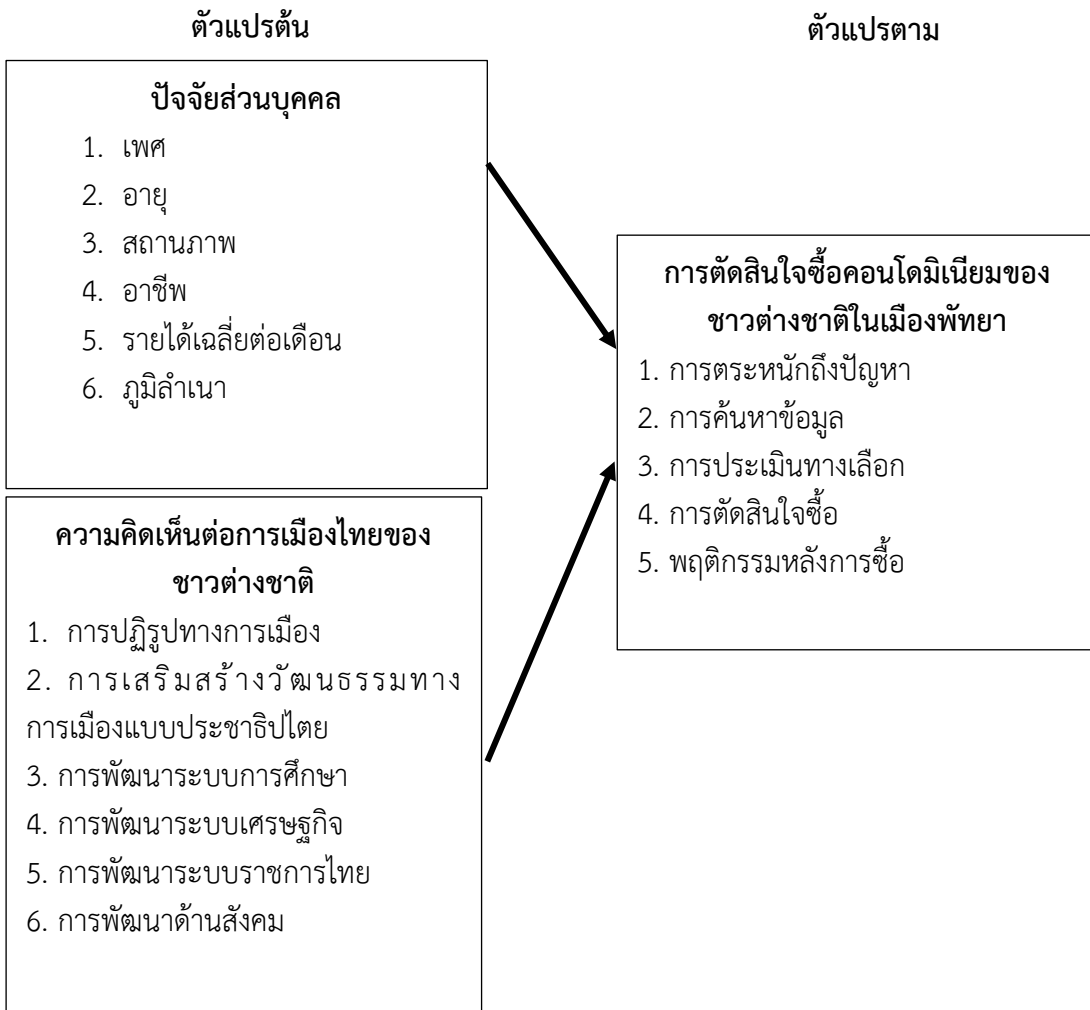 ตัวแปรต้น
ตัวแปรตาม
ปัจจัยส่วนบุคคล
1. เพศ
2. อายุ
3. สถานภาพ
4. อาชีพ
5. รายได้เฉลี่ยต่อเดือน
6. ภูมิลำเนา
ความคิดเห็นต่อการเมืองไทยของ
ชาวต่างชาติ
1. การปฏิรูปทางการเมือง
2. การเสริมสร้างวัฒนธรรมทาง
การเมืองแบบประชาธิปไตย
3. การพัฒนาระบบการศึกษา
4. การพัฒนาระบบเศรษฐกิจ
5. การพัฒนาระบบราชการไทย
6. การพัฒนาด้านสังคม
การตัดสินใจซื้อคอนโดมิเนียมของ
ชาวต่างชาติในเมืองพัทยา
1. การตระหนักถึงปัญหา
2. การค้นหาข้อมูล
3. การประเมินทางเลือก
4. การตัดสินใจซื้อ
5. พฤติกรรมหลังการซื้อ